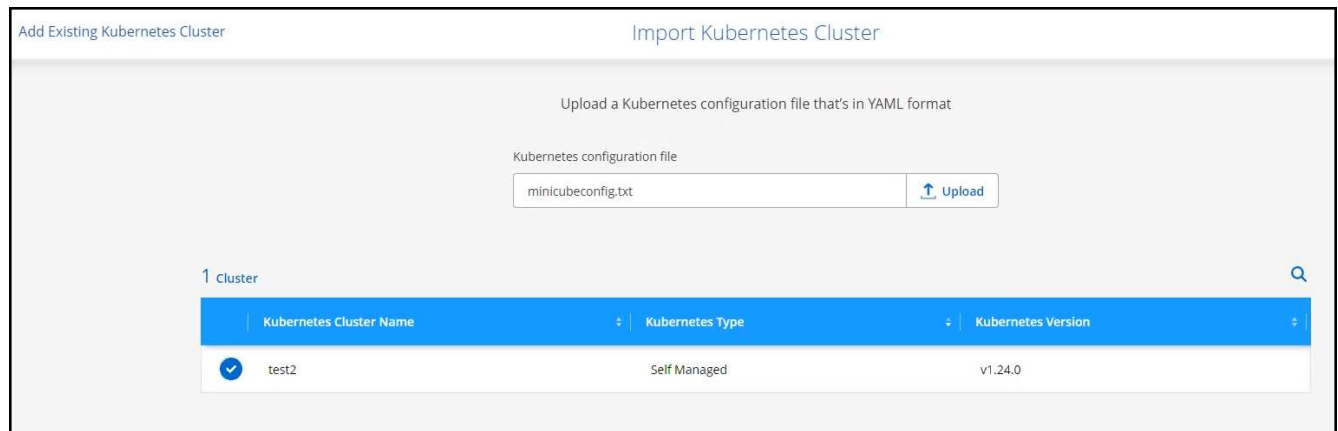 Add Existing Kubernetes Cluster
Import Kubernetes Cluster
Upload a Kubernetes configuration file that's in YAML format
Kubernetes configuration file
minicubeconfig.txt Upload
1 Cluster
Kubernetes Cluster Name Kubernetes Type Kubernetes Version
test2 Self Managed v1.24.0